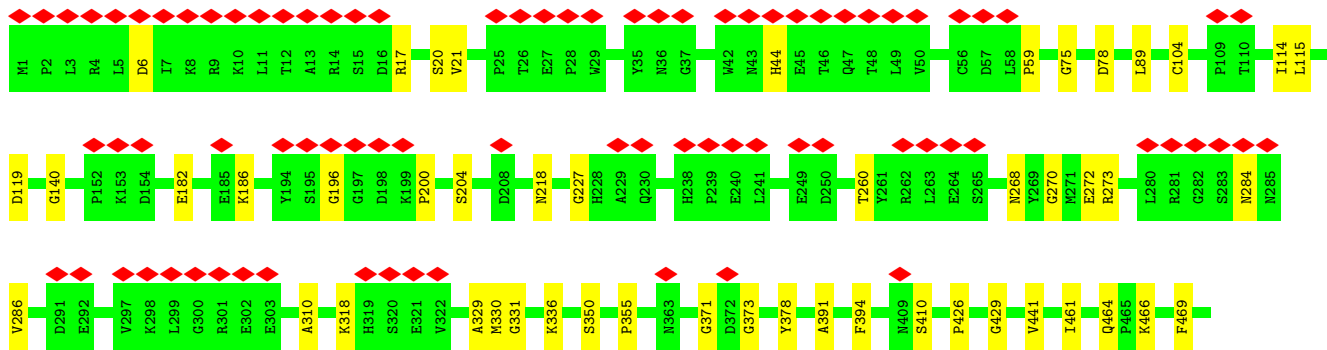 M1 P2 L3 R4 L5 D6 I7 K8 R9 K10 L11 T12 A13 R14 S15 D16 R17 S20 V21 P25 T26 E27 P28 W29 Y35 N36 G37 W42 N43 H44 E45 T46 Q47 T48 L49 V50 C56 D57 L58 P59 G75 D78 L89 C104 P109 T110 I114 L115
D119 G140 P152 K153 D154 E182 E185 K186 Y194 S195 G196 G197 D198 K199 P200 S204 D208 N218 G227 H228 A229 Q230 H238 P239 E240 L241 E249 D250 T260 Y261 R262 L263 E264 S265 N268 Y269 G270 M271 E272 R273 L280 R281 G282 S283 N284 N285
V286 D291 E292 V297 K298 L299 G300 R301 E302 E303 A310 K318 H319 S320 E321 V322 A329 M330 G331 K336 S350 P355 N363 G371 D372 G373 Y378 A391 F394 N409 S410 P426 G429 V441 I461 Q464 P465 K466 F469